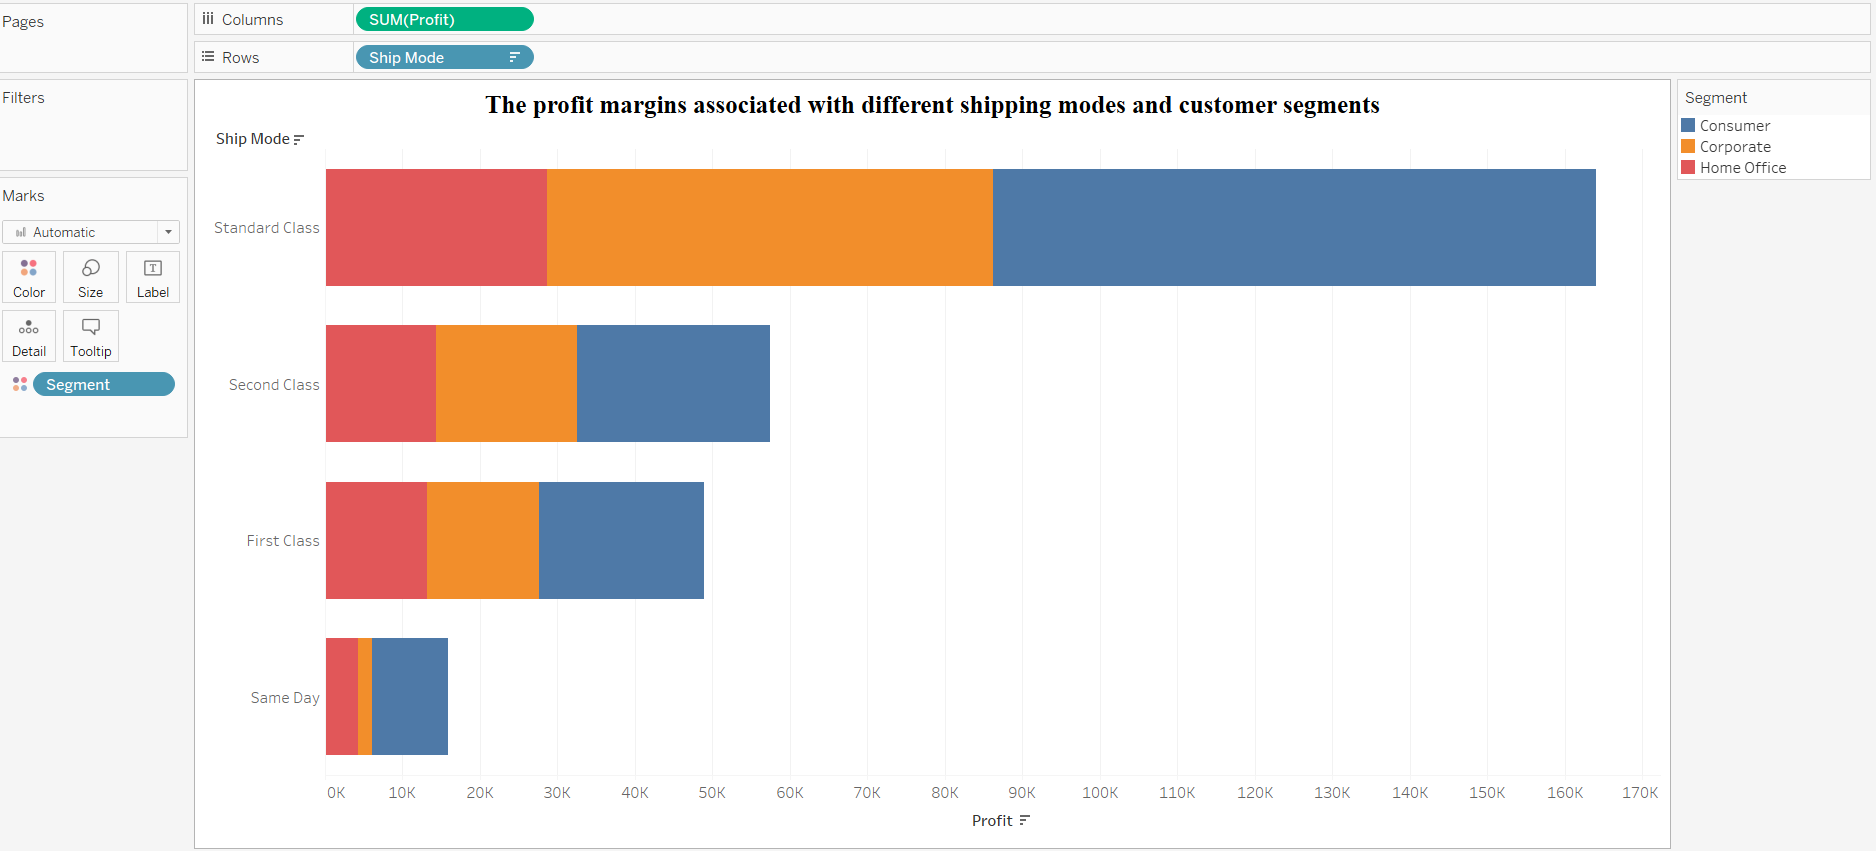 Pages
Columns
SUM(Profit)
Rows
Ship Mode
Filters
Marks
Automatic
Color
Size
T
Label
Detail
Tooltip
Segment
The profit margins associated with different shipping modes and customer segments
Ship Mode
Standard Class
Second Class
First Class
Same Day
0K 10K 20K 30K 40K 50K 60K 70K 80K 90K 100K 110K 120K 130K 140K 150K 160K 170K
Profit
Segment
Consumer
Corporate
Home Office